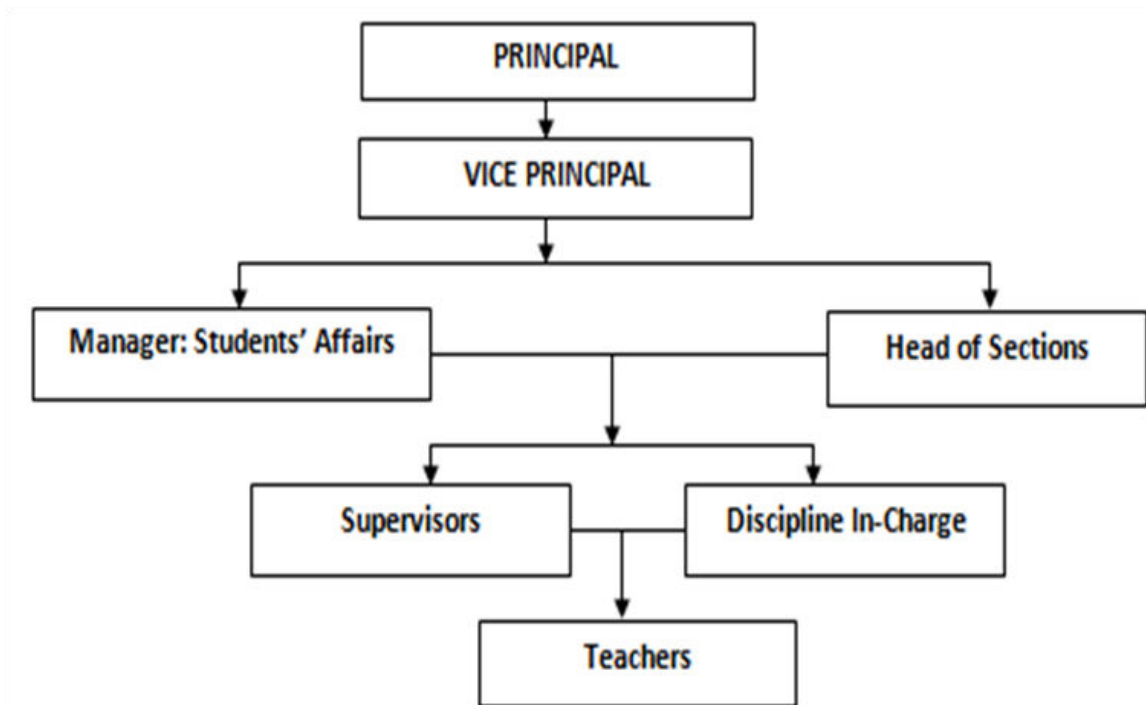 PRINCIPAL
VICE PRINCIPAL
Manager: Students’ Affairs
Head of Sections
Supervisors
Discipline In-Charge
Teachers